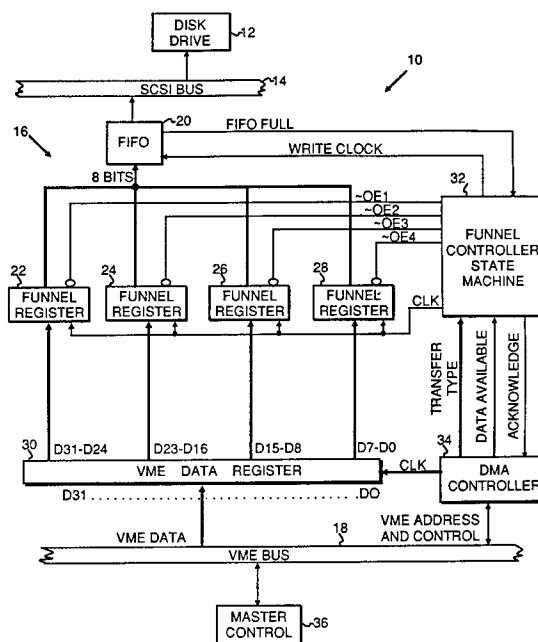 DISK
DRIVE
12
14
SCSI BUS
10
16
20
FIFO
FIFO FULL
WRITE CLOCK
8 BITS
32
~OE1
~OE2
~OE3
~OE4
FUNNEL
CONTROLLER
STATE
MACHINE
22
FUNNEL
REGISTER
24
FUNNEL
REGISTER
26
FUNNEL
REGISTER
28
FUNNEL
REGISTER
CLK
TRANSFER
TYPE
DATA AVAILABLE
ACKNOWLEDGE
30
D31-D24
D23-D16
D15-D8
D7-D0
34
VME DATA REGISTER
CLK
DMA
CONTROLLER
D31 ............................ DO
VME DATA
18
VME ADDRESS
AND CONTROL
VME BUS
MASTER
CONTROL
36